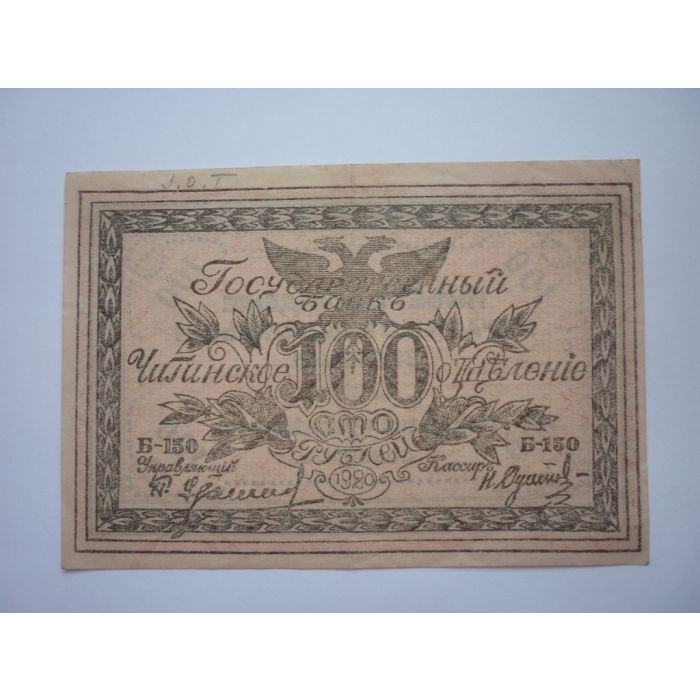 Государственный
Банкъ
Читинское 100 отдѣленіе
СТО
РУБЛЕЙ
Б-150 Б-150
Управляющій Кассиръ
1920